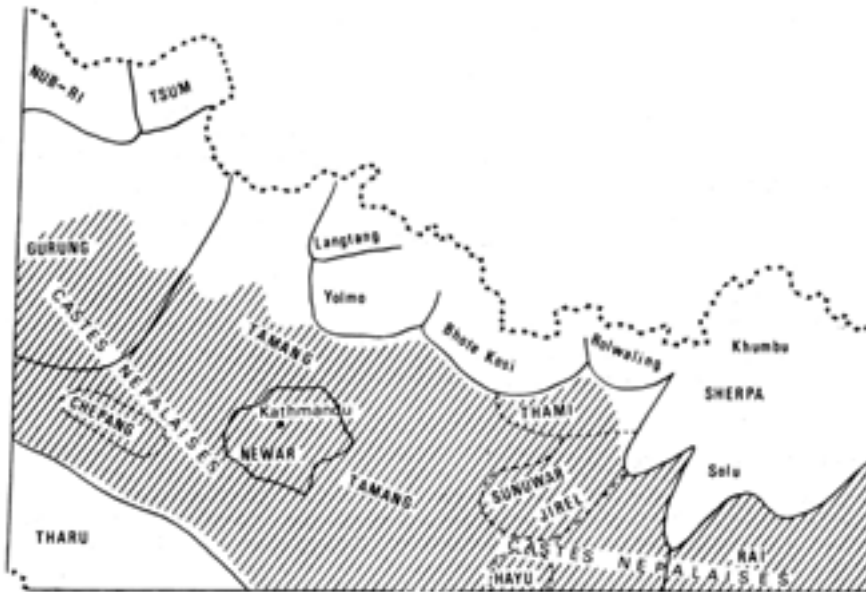 NUB-RI
TSUM
GURUNG
Langtang
Yolmo
CASTES NEPALAISES
TAMANG
Bhote Kosi
Rolwaling
Khumbu
SHERPA
CHEPANG
Kathmandu
NEWAR
THAMI
TAMANG
SUNUWAR
JIREL
Solu
THARU
CASTES NEPALAISES
HAYU
RAI